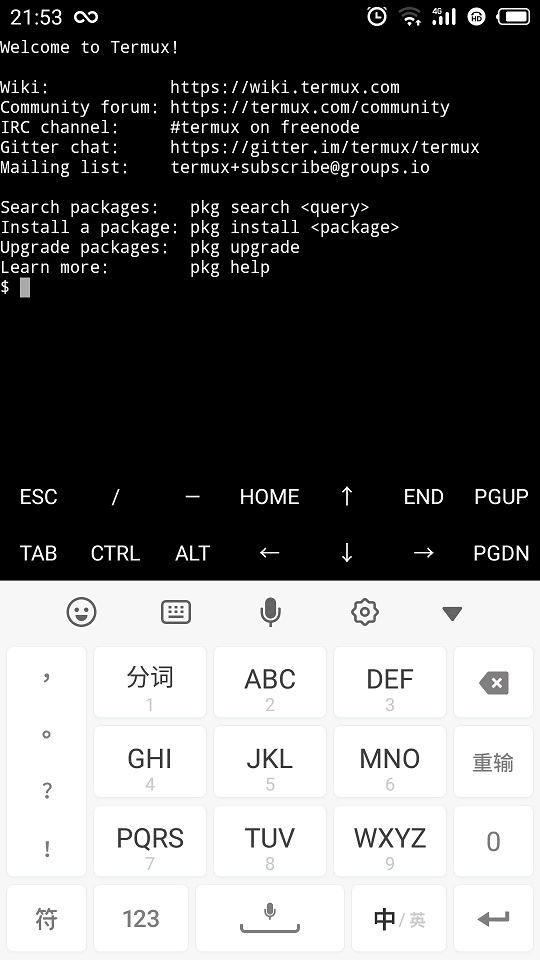 21:53
4G
HD
Welcome to Termux!
Wiki: https://wiki.termux.com
Community forum: https://termux.com/community
IRC channel: #termux on freenode
Gitter chat: https://gitter.im/termux/termux
Mailing list: termux+subscribe@groups.io
Search packages: pkg search <query>
Install a package: pkg install <package>
Upgrade packages: pkg upgrade
Learn more: pkg help
$
ESC / — HOME ↑ END PGUP
TAB CTRL ALT ← ↓ → PGDN
，
。
？
！
分词 1
ABC 2
DEF 3
GHI 4
JKL 5
MNO 6
重输
PQRS 7
TUV 8
WXYZ 9
0
符
123
中/英